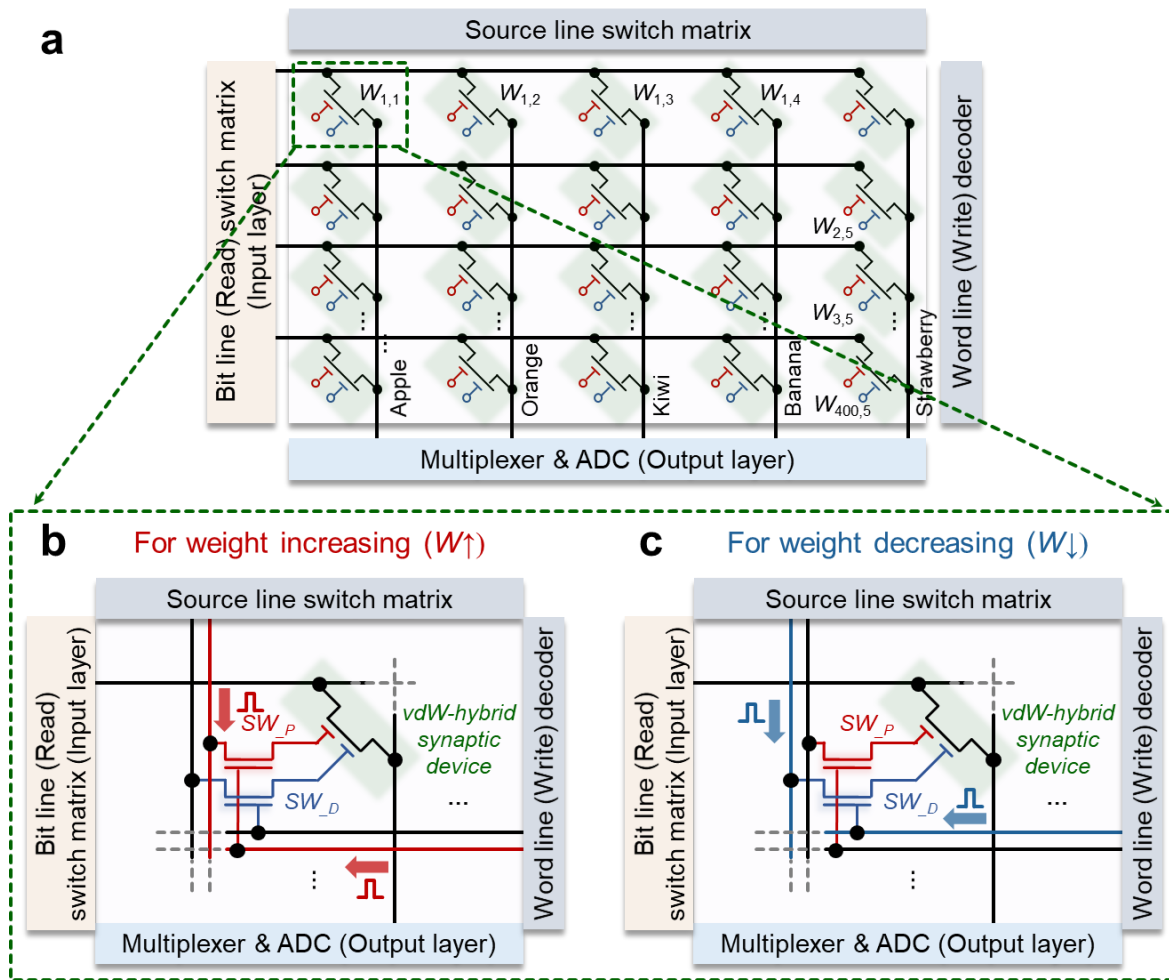 a
Source line switch matrix
Bit line (Read) switch matrix
(Input layer)
W1,1
W1,2
W1,3
W1,4
W2,5
W3,5
W400,5
...
...
...
...
...
...
Apple
Orange
Kiwi
Banana
Strawberry
Word line (Write) decoder
Multiplexer & ADC (Output layer)
b
For weight increasing (W↑)
Source line switch matrix
Bit line (Read)
switch matrix (Input layer)
SW_P
SW_D
vdW-hybrid
synaptic
device
...
...
Word line (Write) decoder
Multiplexer & ADC (Output layer)
c
For weight decreasing (W↓)
Source line switch matrix
Bit line (Read)
switch matrix (Input layer)
SW_P
SW_D
vdW-hybrid
synaptic
device
...
...
Word line (Write) decoder
Multiplexer & ADC (Output layer)